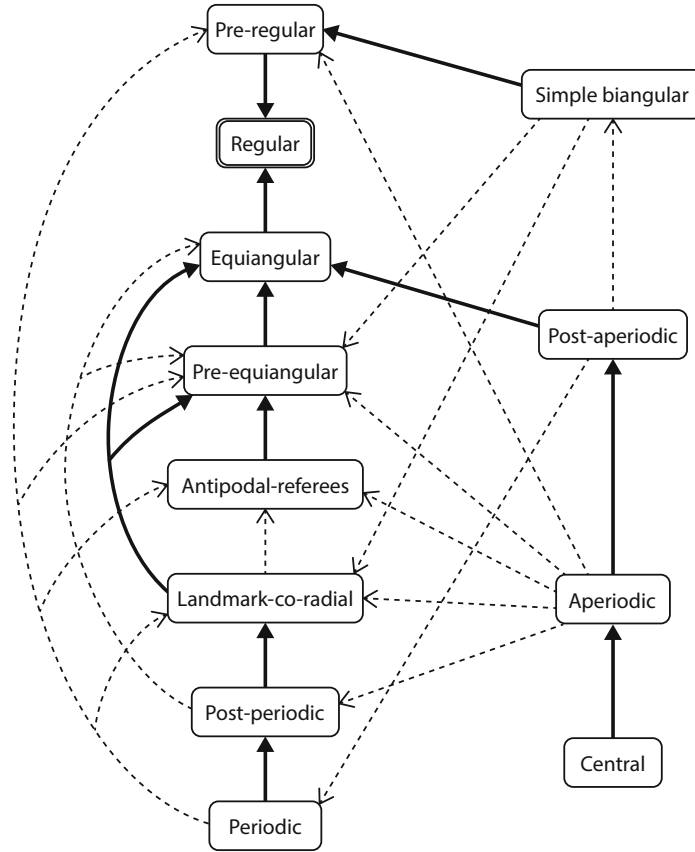 Pre-regular
Simple biangular
Regular
Equiangular
Post-aperiodic
Pre-equiangular
Antipodal-referees
Landmark-co-radial
Aperiodic
Post-periodic
Central
Periodic